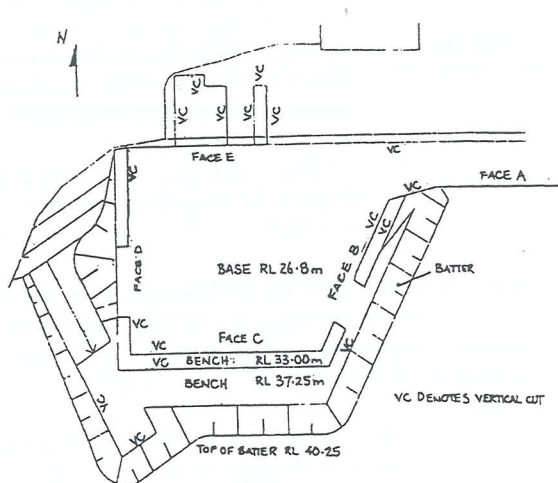 N
VC
VC
VC
VC
VC
FACE E
VC
FACE A
VC
VC
VC
VC
FACE D
FACE B
BASE RL 26·8m
BATTER
VC
FACE C
VC
VC
BENCH: RL 33·00m
VC
BENCH RL 37·25m
VC
VC DENOTES VERTICAL CUT
VC
TOP OF BATTER RL 40·25